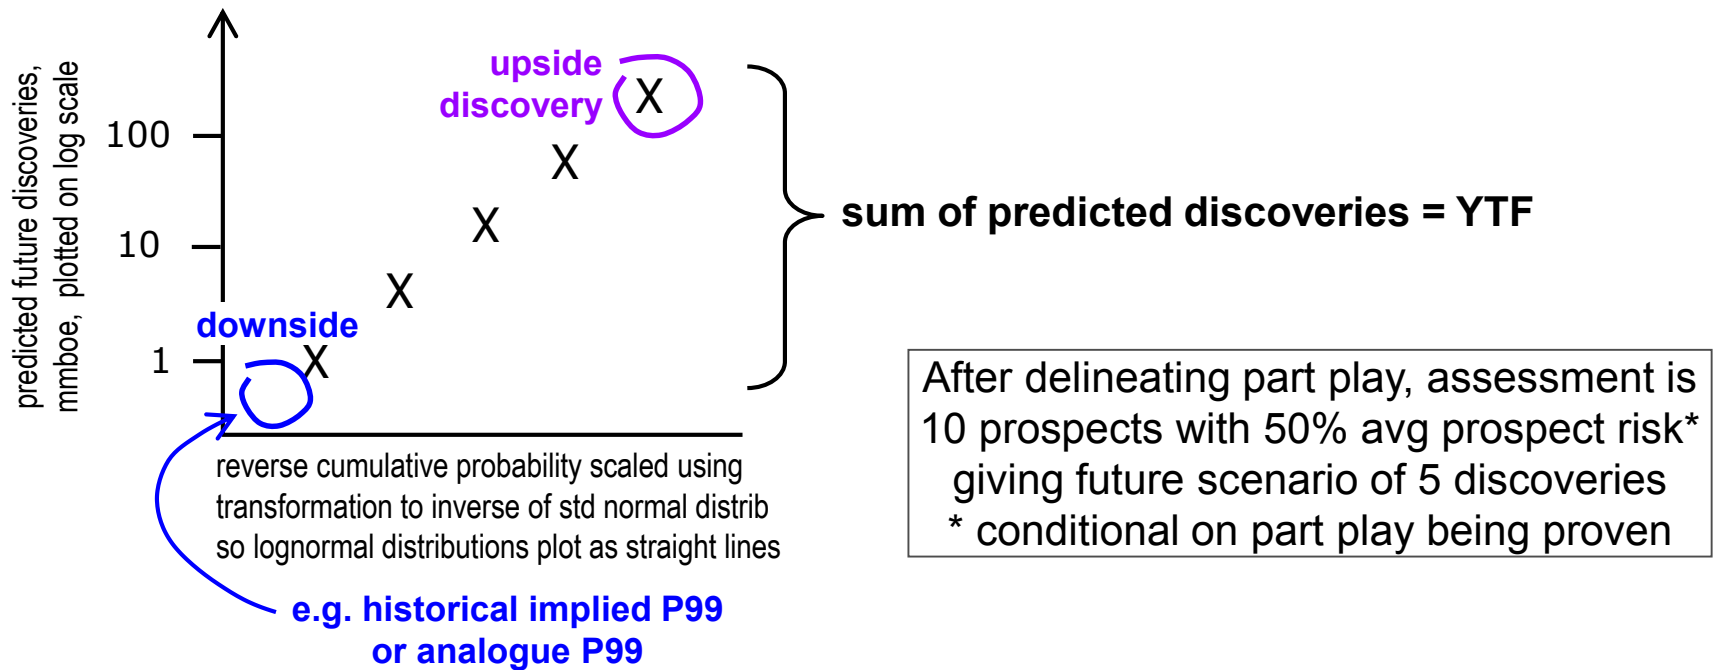 predicted future discoveries,
mmboe, plotted on log scale
upside
discovery
X
100
X
X
10
X
downside
1
X
sum of predicted discoveries = YTF
After delineating part play, assessment is
10 prospects with 50% avg prospect risk*
giving future scenario of 5 discoveries
* conditional on part play being proven
reverse cumulative probability scaled using
transformation to inverse of std normal distrib
so lognormal distributions plot as straight lines
e.g. historical implied P99
or analogue P99